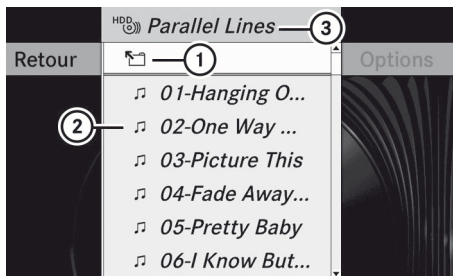 HDD Parallel Lines 3
Retour 1 Options
01-Hanging O...
2 02-One Way ...
03-Picture This
04-Fade Away...
05-Pretty Baby
06-I Know But...